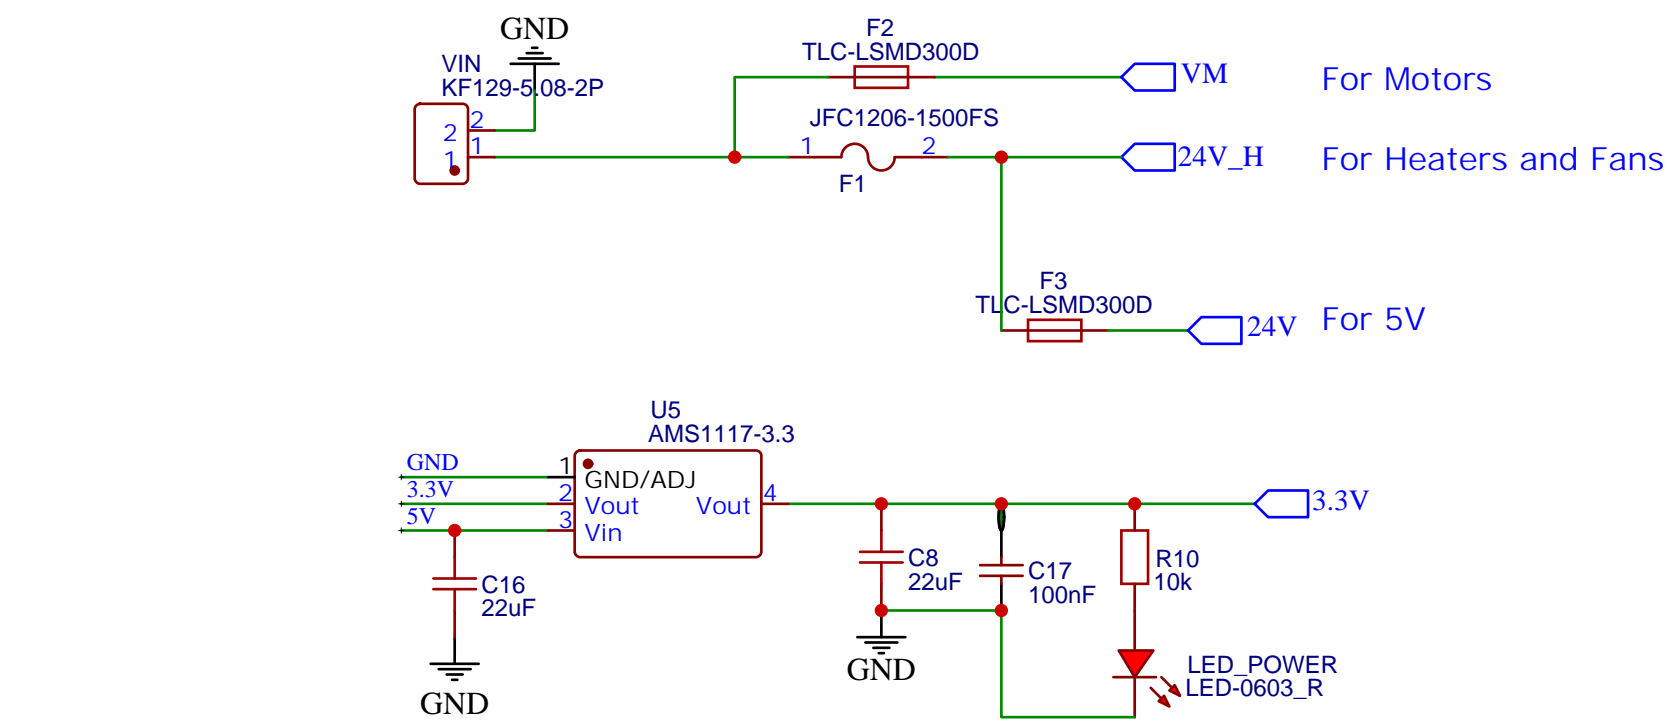 GND
VIN
KF129-5.08-2P
2
1
2
1
F2
TLC-LSMD300D
VM
For Motors
JFC1206-1500FS
1
2
F1
24V_H
For Heaters and Fans
F3
TLC-LSMD300D
24V
For 5V
U5
AMS1117-3.3
GND
3.3V
5V
1
2
3
GND/ADJ
Vout
Vin
Vout
4
3.3V
C16
22uF
GND
C8
22uF
GND
C17
100nF
R10
10k
LED_POWER
LED-0603_R